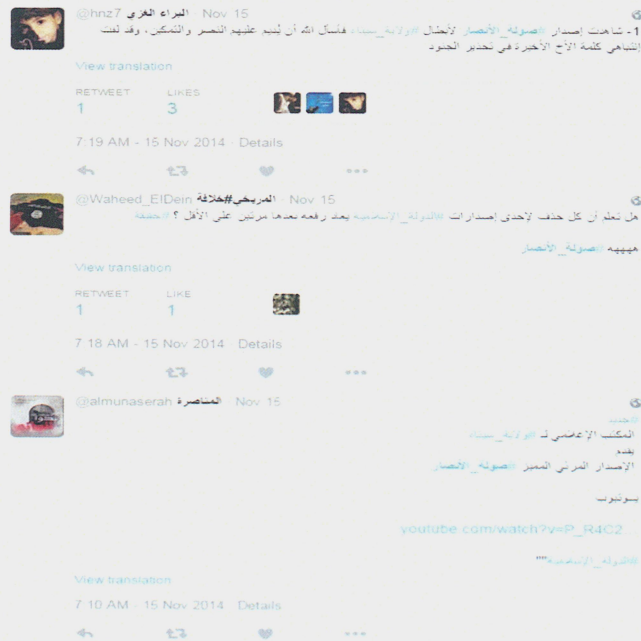 @hnz7 البراء الغزي · Nov 15
1- شاهدت إصدار #صولة_الأنصار لأبطال #ولاية_سيناء فأسأل الله أن يديم عليهم النصر والتمكين، وقد لفت
إنتباهي كلمة الأخ الأخيرة في تحذير الجنود
View translation
RETWEET LIKES
1 3
7:19 AM - 15 Nov 2014 · Details
@Waheed_ElDein المريخي#خلافة · Nov 15
هل تعلم أن كل حذف لإحدى إصدارات #الدولة_الإسلامية يعاد رفعه بعدها مرتين على الأقل ؟ #حقيقة
هيهيه #صولة_الأنصار
View translation
RETWEET LIKE
1 1
7:18 AM - 15 Nov 2014 · Details
@almunaserah المناصرة · Nov 15
#جديد
المكتب الإعلامي لـ #ولاية_سيناء
يقدم
الإصدار المرئي المميز #صولة_الأنصار
يوتيوب
youtube.com/watch?v=P_R4C2...
#الدولة_الإسلامية""
View translation
7:10 AM - 15 Nov 2014 · Details